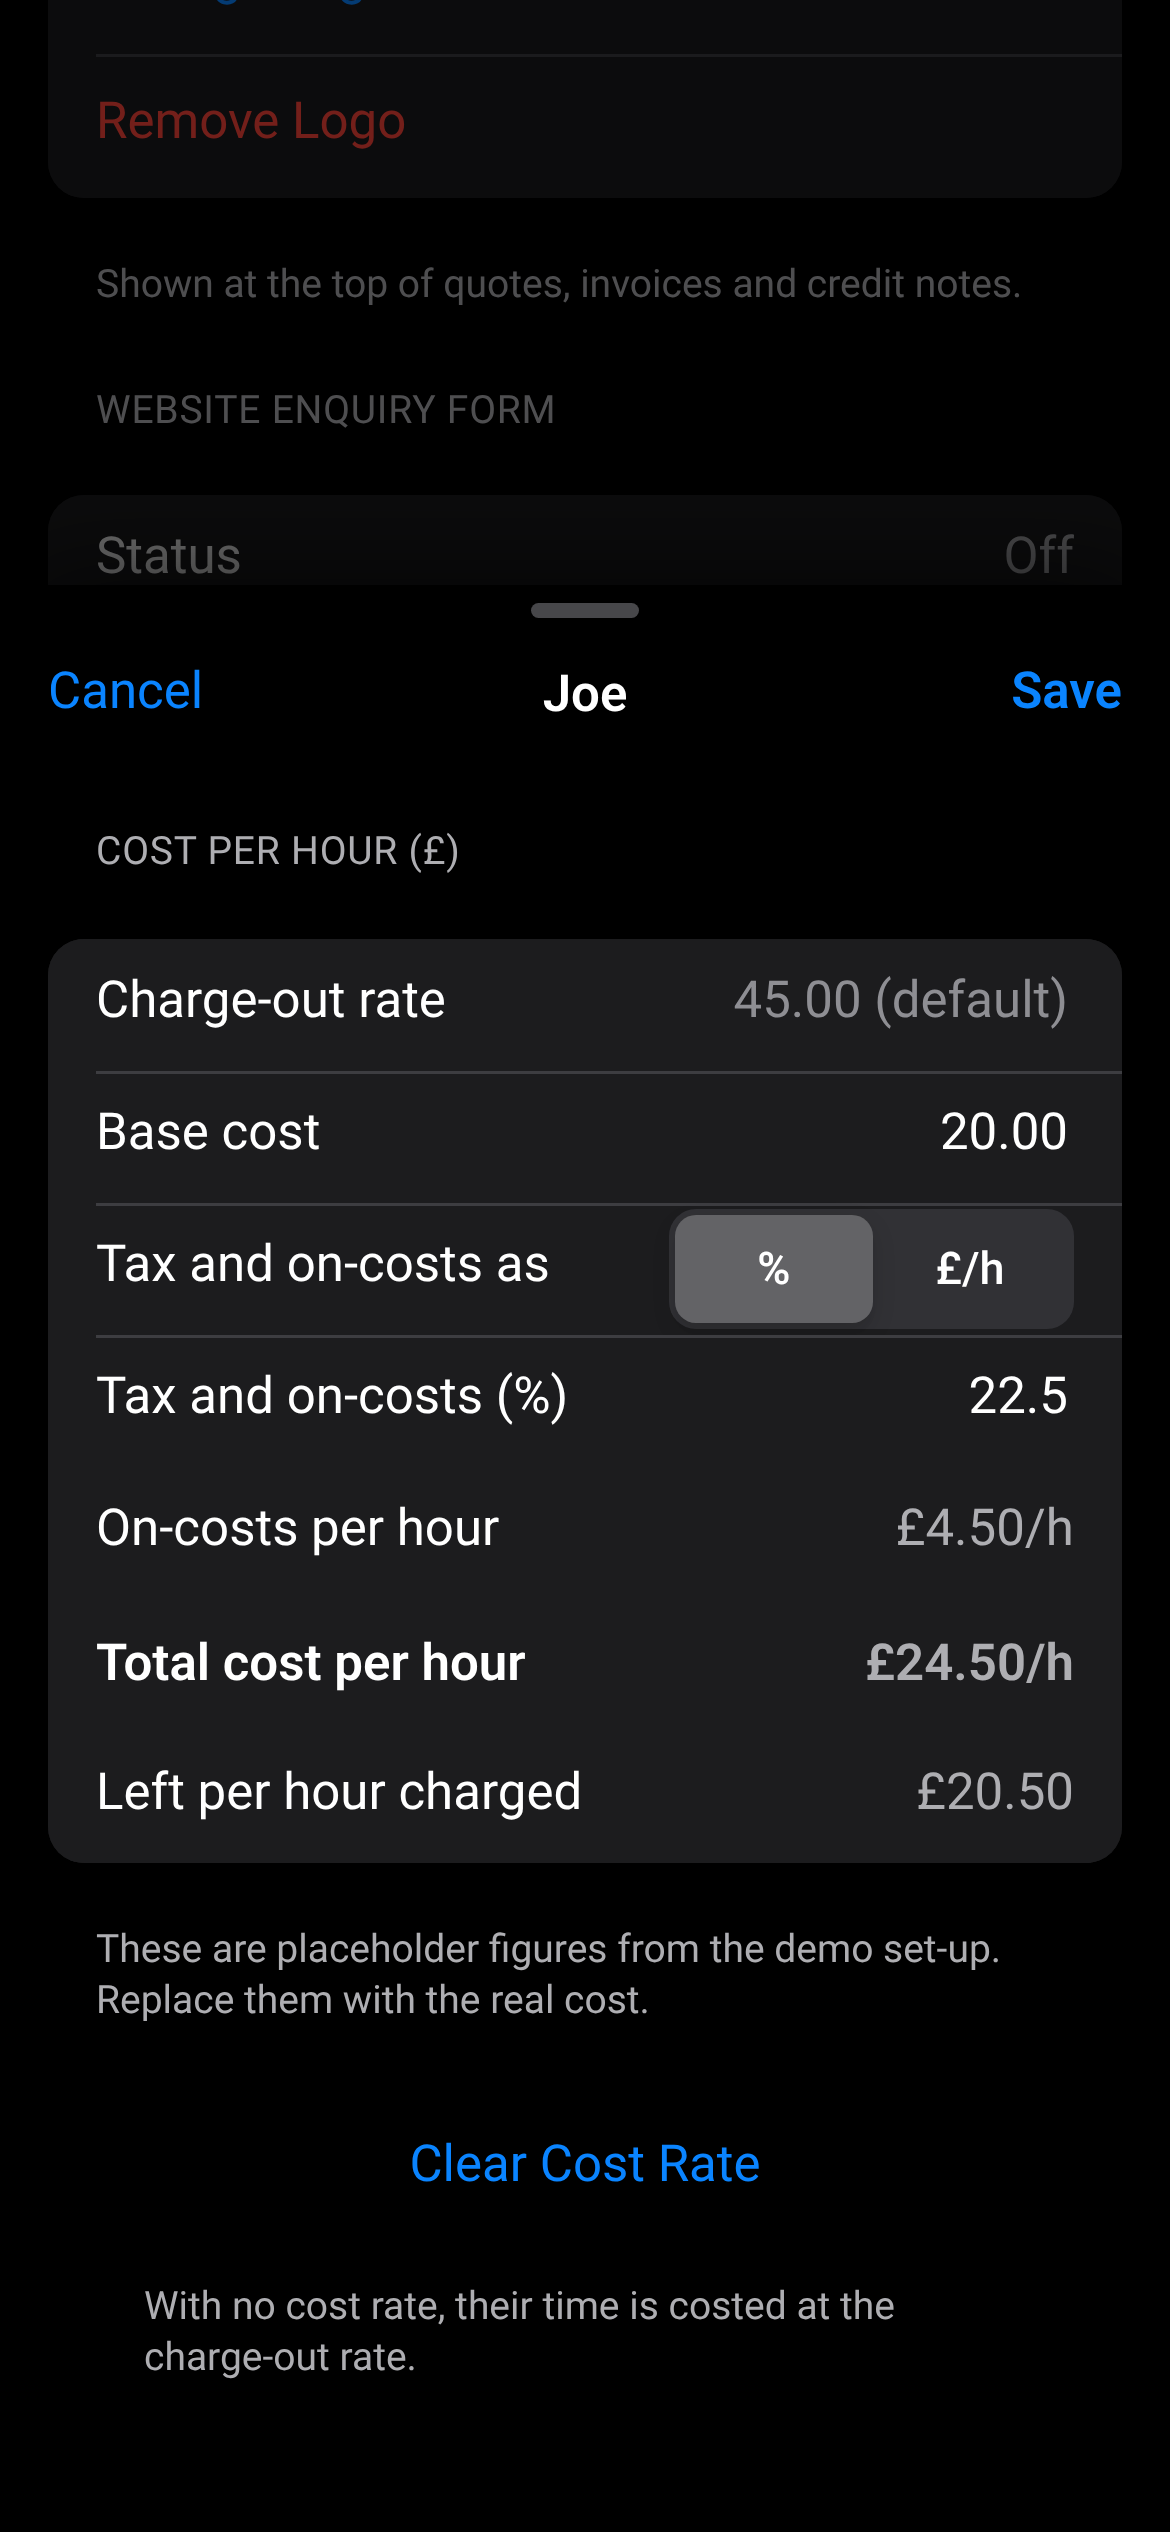 Remove Logo
Shown at the top of quotes, invoices and credit notes.
WEBSITE ENQUIRY FORM
Status Off
Cancel Joe Save
COST PER HOUR (£)
Charge-out rate 45.00 (default)
Base cost 20.00
Tax and on-costs as % £/h
Tax and on-costs (%) 22.5
On-costs per hour £4.50/h
Total cost per hour £24.50/h
Left per hour charged £20.50
These are placeholder figures from the demo set-up.
Replace them with the real cost.
Clear Cost Rate
With no cost rate, their time is costed at the
charge-out rate.